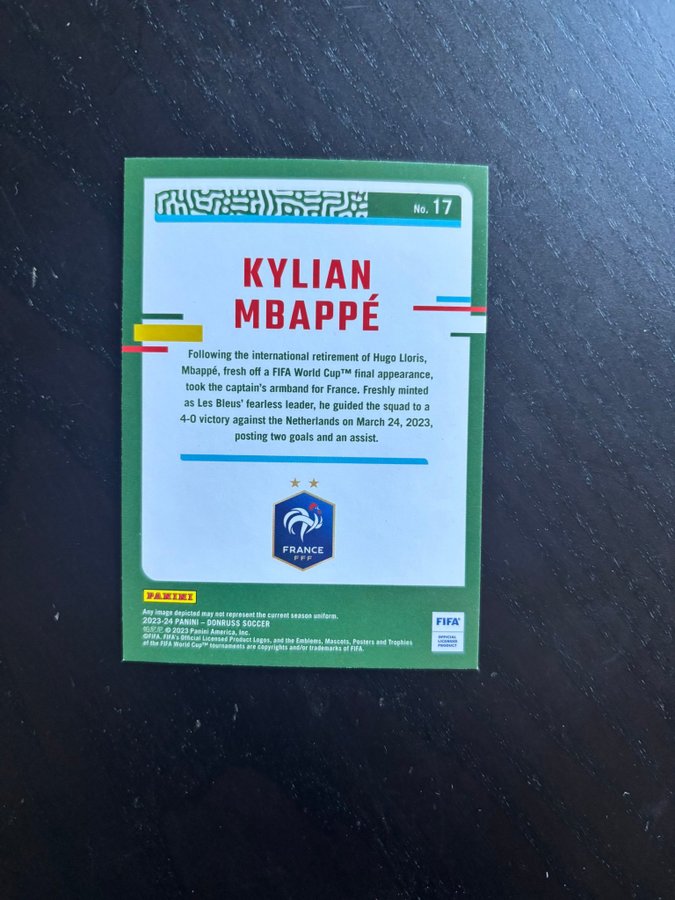 No. 17
KYLIAN
MBAPPÉ
Following the international retirement of Hugo Lloris,
Mbappé, fresh off a FIFA World Cup™ final appearance,
took the captain's armband for France. Freshly minted
as Les Bleus' fearless leader, he guided the squad to a
4-0 victory against the Netherlands on March 24, 2023,
posting two goals and an assist.
FRANCE
FFF
PANINI
Any image depicted may not represent the current season uniform.
2023-24 PANINI – DONRUSS SOCCER
帕尼尼 © 2023 Panini America, Inc.
©FIFA, FIFA's Official Licensed Product Logos, and the Emblems, Mascots, Posters and Trophies
of the FIFA World Cup™ tournaments are copyrights and/or trademarks of FIFA.
FIFA
OFFICIAL
LICENSED
PRODUCT